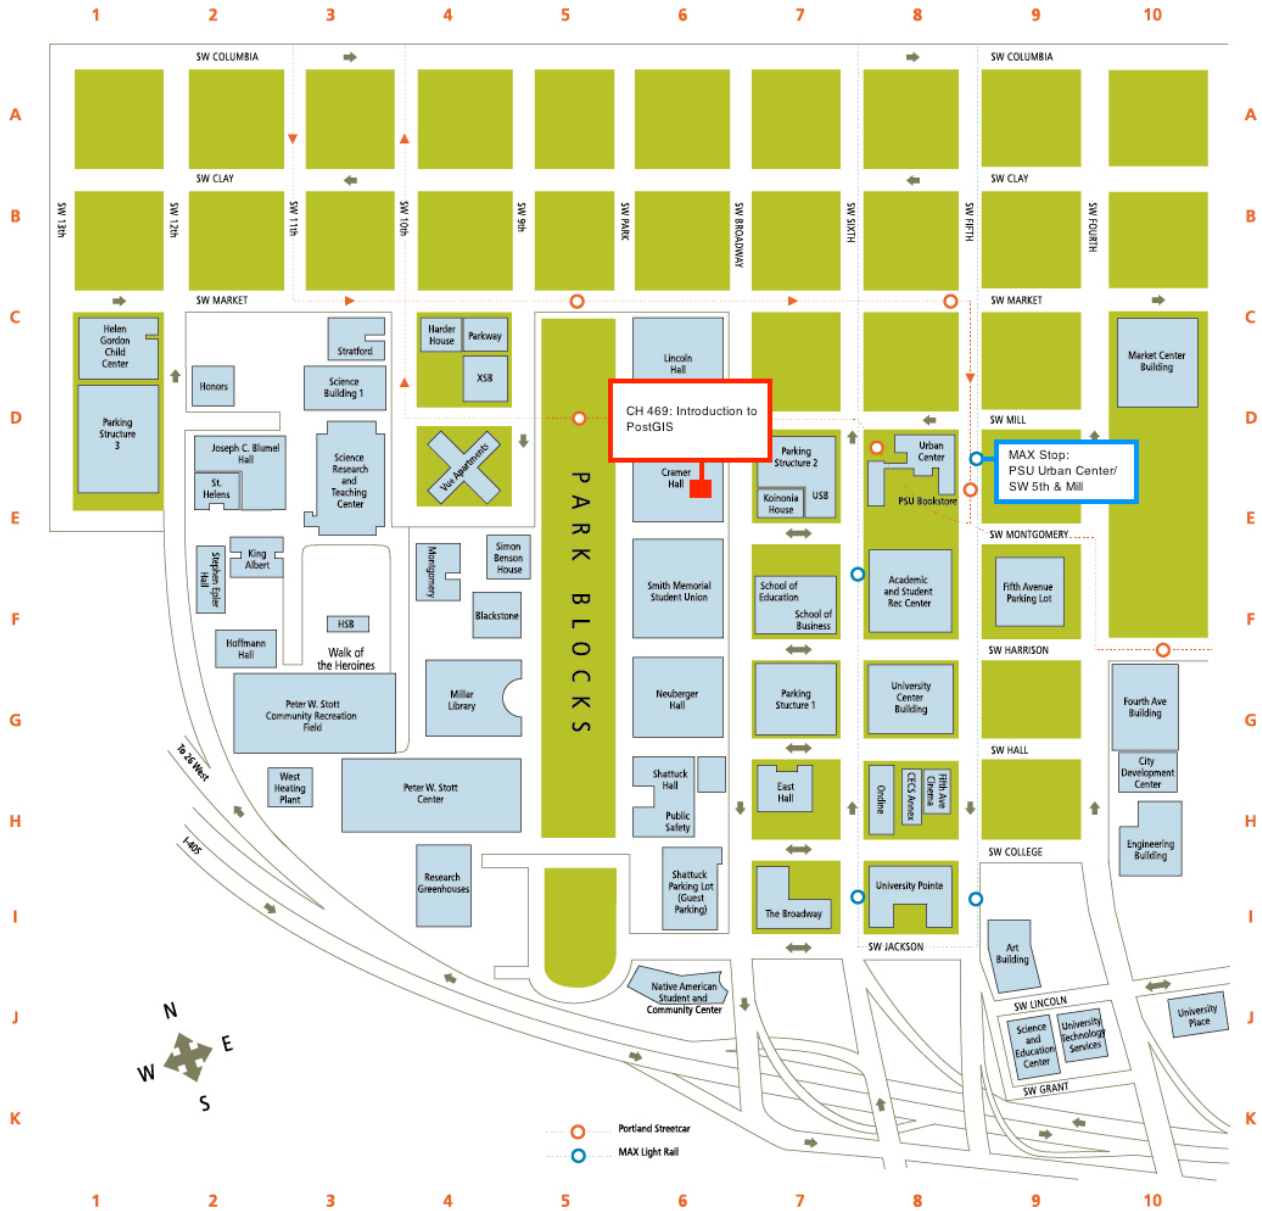 1 2 3 4 5 6 7 8 9 10
SW COLUMBIA SW COLUMBIA
A A
SW CLAY SW CLAY
B B
SW 13th
SW 12th
SW 11th
SW 10th
SW 9th
SW PARK
SW BROADWAY
SW SIXTH
SW FIFTH
SW FOURTH
SW MARKET SW MARKET
C C
Helen
Gordon
Child
Center
Stratford
Harder
House
Parkway
XSB
Lincoln
Hall
Market Center
Building
Honors
Science
Building 1
D D
SW MILL
CH 469: Introduction to
PostGIS
MAX Stop:
PSU Urban Center/
SW 5th & Mill
Parking
Structure
3
Joseph C. Blumel
Hall
St.
Helens
Science
Research
and
Teaching
Center
Vue Apartments
PARK BLOCKS
Cramer
Hall
Parking
Structure 2
Koinonia
House
USB
Urban
Center
PSU Bookstore
E E
SW MONTGOMERY
King
Albert
Stephen Epler
Hall
Montgomery
Simon
Benson
House
Blackstone
Smith Memorial
Student Union
School of
Education
School of
Business
Academic
and Student
Rec Center
Fifth Avenue
Parking Lot
F F
HSB
Hoffmann
Hall
Walk of
the Heroines
SW HARRISON
Peter W. Stott
Community Recreation
Field
Millar
Library
Neuberger
Hall
Parking
Stucture 1
University
Center
Building
Fourth Ave
Building
G G
To 26 West
SW HALL
West
Heating
Plant
Peter W. Stott
Center
Shattuck
Hall
Public
Safety
East
Hall
Ondine
CECS Annex
Fifth Ave
Cinema
City
Development
Center
H H
I-405
SW COLLEGE
Engineering
Building
Research
Greenhouses
Shattuck
Parking Lot
(Guest
Parking)
The Broadway
University Pointe
I I
SW JACKSON
Art
Building
Native American
Student and
Community Center
SW LINCOLN
University
Place
J J
N
E
W
S
Science
and
Education
Center
University
Technology
Services
SW GRANT
K K
Portland Streetcar
MAX Light Rail
1 2 3 4 5 6 7 8 9 10